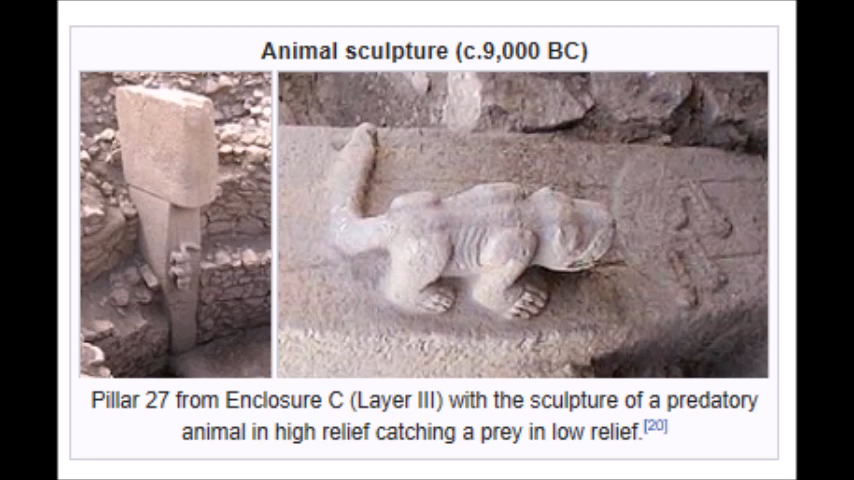 Animal sculpture (c.9,000 BC)
Pillar 27 from Enclosure C (Layer III) with the sculpture of a predatory
animal in high relief catching a prey in low relief.[20]